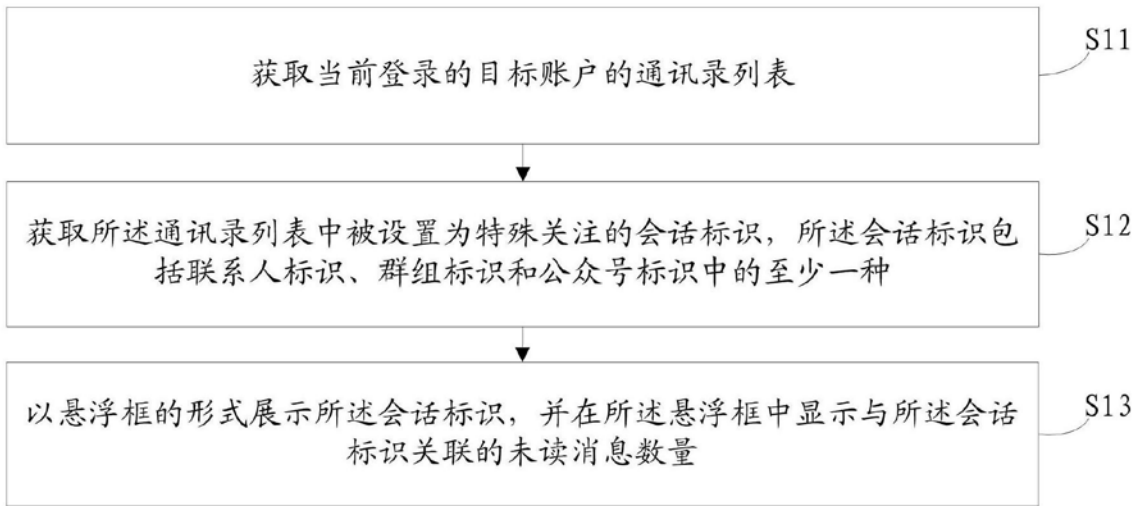 获取当前登录的目标账户的通讯录列表
S11
获取所述通讯录列表中被设置为特殊关注的会话标识，所述会话标识包
括联系人标识、群组标识和公众号标识中的至少一种
S12
以悬浮框的形式展示所述会话标识，并在所述悬浮框中显示与所述会话
标识关联的未读消息数量
S13